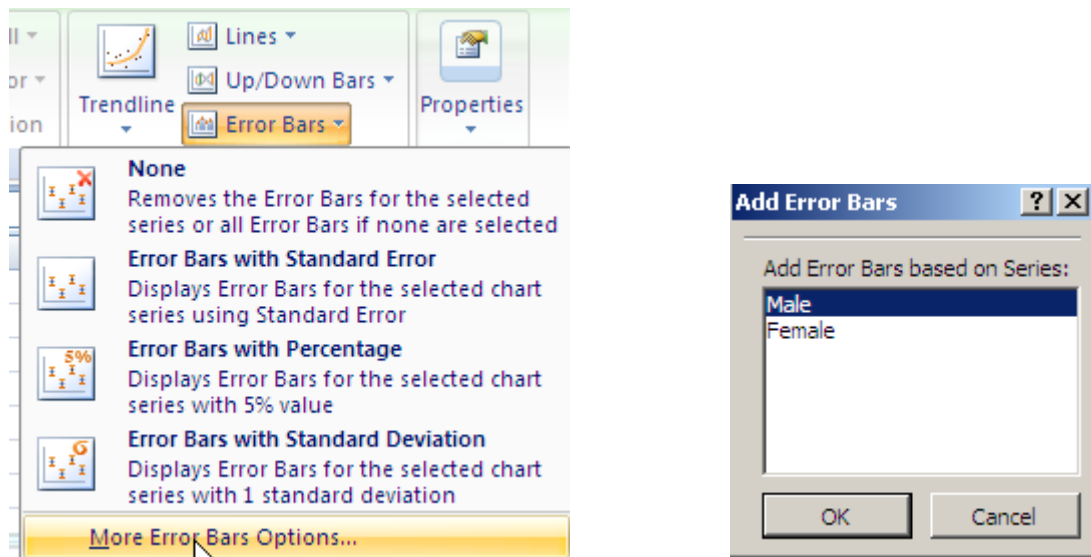 ll
or
ion
Trendline
Lines
Up/Down Bars
Error Bars
Properties
None
Removes the Error Bars for the selected
series or all Error Bars if none are selected
Error Bars with Standard Error
Displays Error Bars for the selected chart
series using Standard Error
5%
Error Bars with Percentage
Displays Error Bars for the selected chart
series with 5% value
σ
Error Bars with Standard Deviation
Displays Error Bars for the selected chart
series with 1 standard deviation
More Error Bars Options...
Add Error Bars
? X
Add Error Bars based on Series:
Male
Female
OK
Cancel